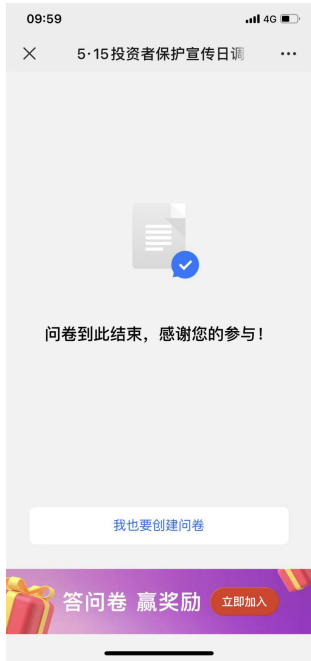 09:59
4G
5·15投资者保护宣传日调
问卷到此结束，感谢您的参与！
我也要创建问卷
答问卷 赢奖励
立即加入